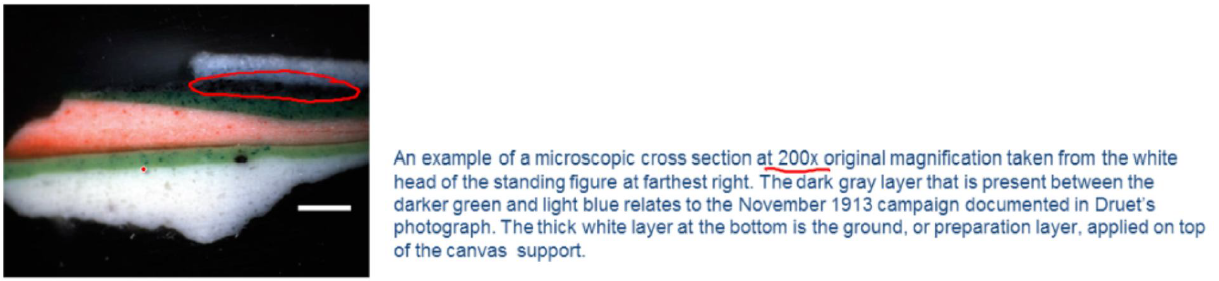 An example of a microscopic cross section at 200x original magnification taken from the white
head of the standing figure at farthest right. The dark gray layer that is present between the
darker green and light blue relates to the November 1913 campaign documented in Druet's
photograph. The thick white layer at the bottom is the ground, or preparation layer, applied on top
of the canvas support.